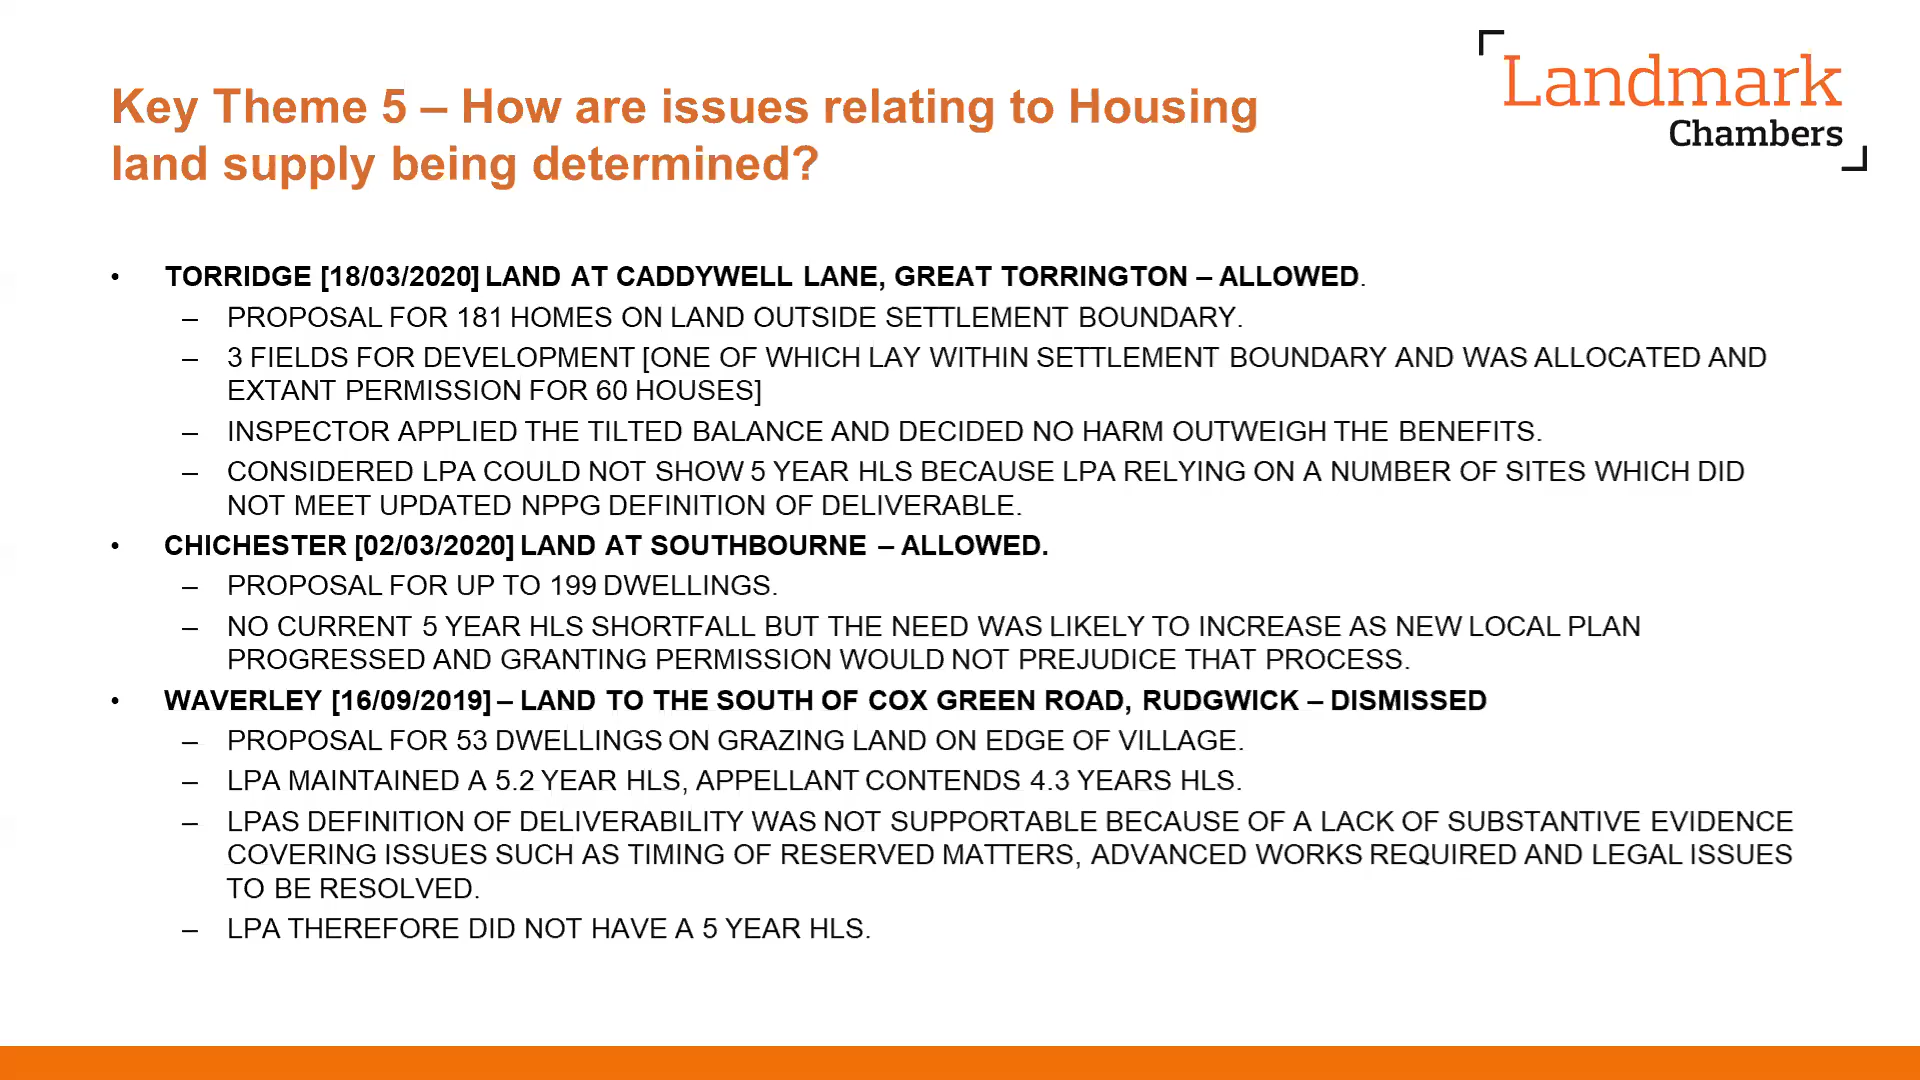 Landmark
Chambers
Key Theme 5 – How are issues relating to Housing
land supply being determined?
• TORRIDGE [18/03/2020] LAND AT CADDYWELL LANE, GREAT TORRINGTON – ALLOWED.
– PROPOSAL FOR 181 HOMES ON LAND OUTSIDE SETTLEMENT BOUNDARY.
– 3 FIELDS FOR DEVELOPMENT [ONE OF WHICH LAY WITHIN SETTLEMENT BOUNDARY AND WAS ALLOCATED AND
EXTANT PERMISSION FOR 60 HOUSES]
– INSPECTOR APPLIED THE TILTED BALANCE AND DECIDED NO HARM OUTWEIGH THE BENEFITS.
– CONSIDERED LPA COULD NOT SHOW 5 YEAR HLS BECAUSE LPA RELYING ON A NUMBER OF SITES WHICH DID
NOT MEET UPDATED NPPG DEFINITION OF DELIVERABLE.
• CHICHESTER [02/03/2020] LAND AT SOUTHBOURNE – ALLOWED.
– PROPOSAL FOR UP TO 199 DWELLINGS.
– NO CURRENT 5 YEAR HLS SHORTFALL BUT THE NEED WAS LIKELY TO INCREASE AS NEW LOCAL PLAN
PROGRESSED AND GRANTING PERMISSION WOULD NOT PREJUDICE THAT PROCESS.
• WAVERLEY [16/09/2019] – LAND TO THE SOUTH OF COX GREEN ROAD, RUDGWICK – DISMISSED
– PROPOSAL FOR 53 DWELLINGS ON GRAZING LAND ON EDGE OF VILLAGE.
– LPA MAINTAINED A 5.2 YEAR HLS, APPELLANT CONTENDS 4.3 YEARS HLS.
– LPAS DEFINITION OF DELIVERABILITY WAS NOT SUPPORTABLE BECAUSE OF A LACK OF SUBSTANTIVE EVIDENCE
COVERING ISSUES SUCH AS TIMING OF RESERVED MATTERS, ADVANCED WORKS REQUIRED AND LEGAL ISSUES
TO BE RESOLVED.
– LPA THEREFORE DID NOT HAVE A 5 YEAR HLS.